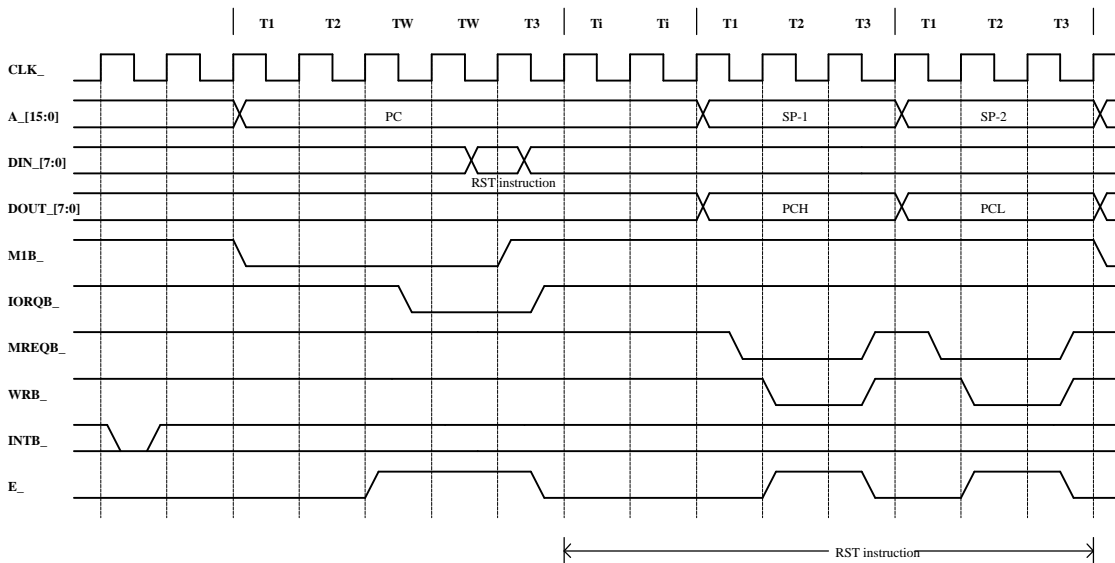 T1 T2 TW TW T3 Ti Ti T1 T2 T3 T1 T2 T3
CLK_
A_[15:0] PC SP-1 SP-2
DIN_[7:0]
RST instruction
DOUT_[7:0] PCH PCL
M1B_
IORQB_
MREQB_
WRB_
INTB_
E_
RST instruction